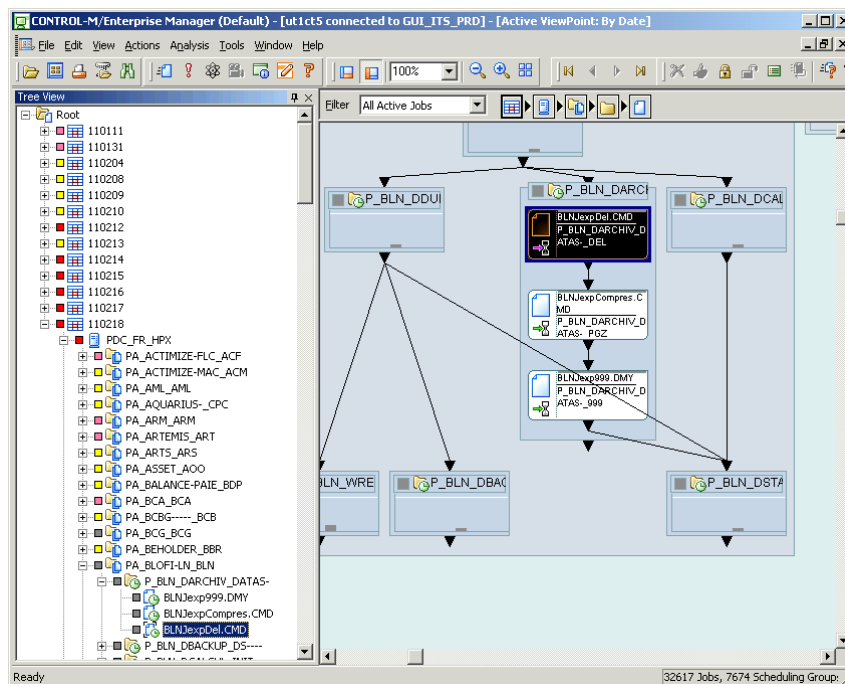 CONTROL-M/Enterprise Manager (Default) - [ut1ct5 connected to GUI_ITS_PRD] - [Active ViewPoint: By Date]
File Edit View Actions Analysis Tools Window Help
100%
Tree View
Filter All Active Jobs
Root
110111
110131
110204
110208
110209
110210
110212
110213
110214
110215
110216
110217
110218
PDC_FR_HPX
PA_ACTIMIZE-FLC_ACF
PA_ACTIMIZE-MAC_ACM
PA_AML_AML
PA_AQUARIUS-_CPC
PA_ARM_ARM
PA_ARTEMIS_ART
PA_ARTS_ARS
PA_ASSET_AOO
PA_BALANCE-PAIE_BDP
PA_BCA_BCA
PA_BCBG-----_BCB
PA_BCG_BCG
PA_BEHOLDER_BBR
PA_BLOFI-LN_BLN
P_BLN_DARCHIV_DATAS-
BLNJexp999.DMY
BLNJexpCompres.CMD
BLNJexpDel.CMD
P_BLN_DBACKUP_DS----
P_BLN_DDUI
P_BLN_DARCI
P_BLN_DCAL
BLNJexpDel.CMD
P_BLN_DARCHIV_D
ATAS-_DEL
BLNJexpCompres.C
MD
P_BLN_DARCHIV_D
ATAS-_PGZ
BLNJexp999.DMY
P_BLN_DARCHIV_D
ATAS-_999
BLN_WRE
P_BLN_DBAC
P_BLN_DSTA
Ready
32617 Jobs, 7674 Scheduling Group: